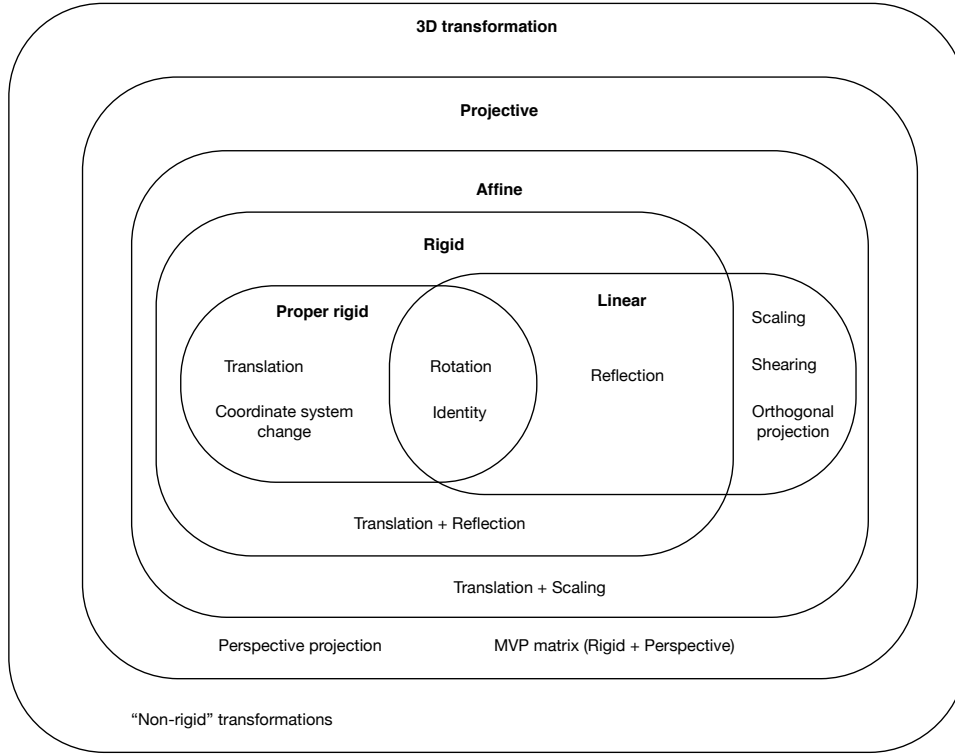 3D transformation
Projective
Affine
Rigid
Proper rigid
Linear
Scaling
Translation
Rotation
Reflection
Shearing
Coordinate system
change
Identity
Orthogonal
projection
Translation + Reflection
Translation + Scaling
Perspective projection
MVP matrix (Rigid + Perspective)
“Non-rigid” transformations